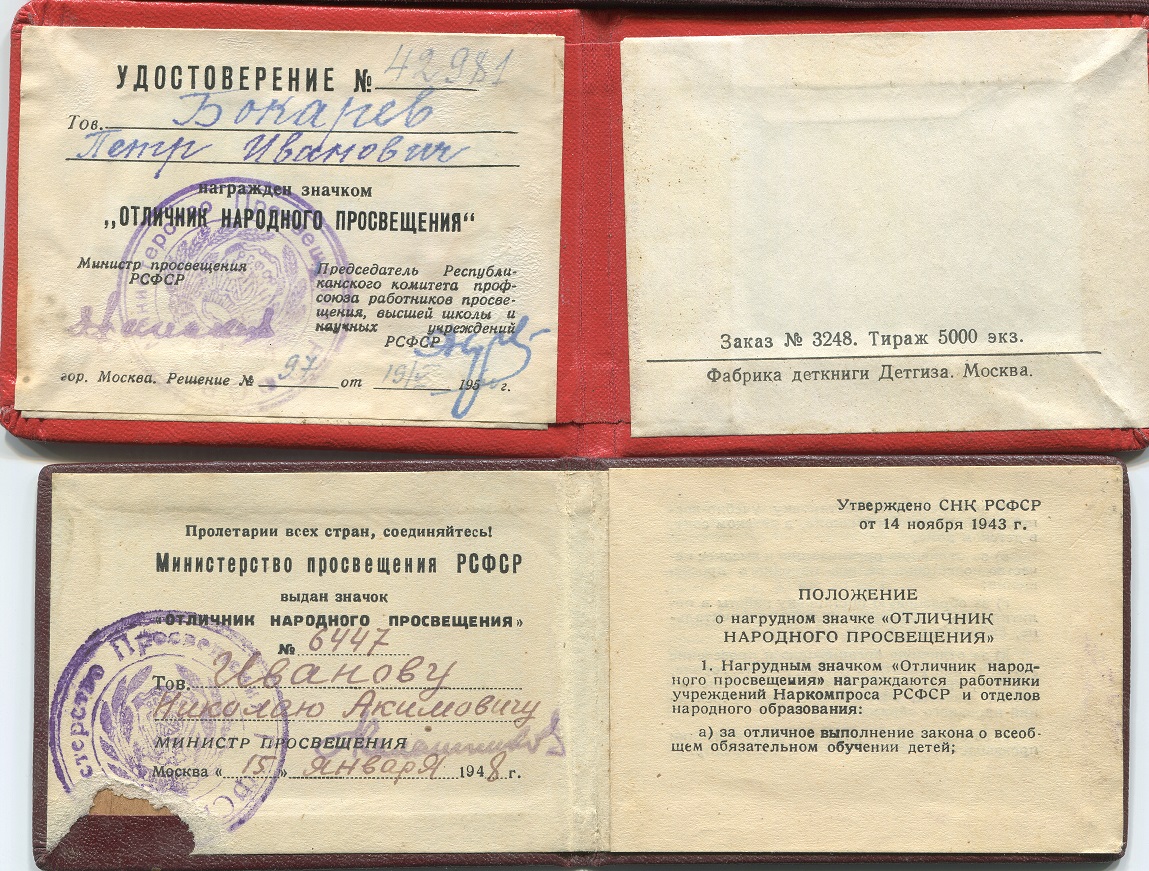 УДОСТОВЕРЕНИЕ № 42981
Тов. Бокарев
Петр Иванович
награжден значком
„ОТЛИЧНИК НАРОДНОГО ПРОСВЕЩЕНИЯ“
Министр просвещения
РСФСР
Председатель Республи-
канского комитета проф-
союза работников просве-
щения, высшей школы и
научных учреждений
РСФСР
гор. Москва. Решение № 97 от 19/ 195 г.
Заказ № 3248. Тираж 5000 экз.
Фабрика деткниги Детгиза. Москва.
Пролетарии всех стран, соединяйтесь!
Министерство просвещения РСФСР
выдан значок
«ОТЛИЧНИК НАРОДНОГО ПРОСВЕЩЕНИЯ»
№ 6447
Тов. Иванову
Николаю Акимовичу
МИНИСТР ПРОСВЕЩЕНИЯ
Москва «15» января 1948 г.
Утверждено СНК РСФСР
от 14 ноября 1943 г.
ПОЛОЖЕНИЕ
о нагрудном значке «ОТЛИЧНИК
НАРОДНОГО ПРОСВЕЩЕНИЯ»
1. Нагрудным значком «Отличник народ-
ного просвещения» награждаются работники
учреждений Наркомпроса РСФСР и отделов
народного образования:
а) за отличное выполнение закона о всеоб-
щем обязательном обучении детей;